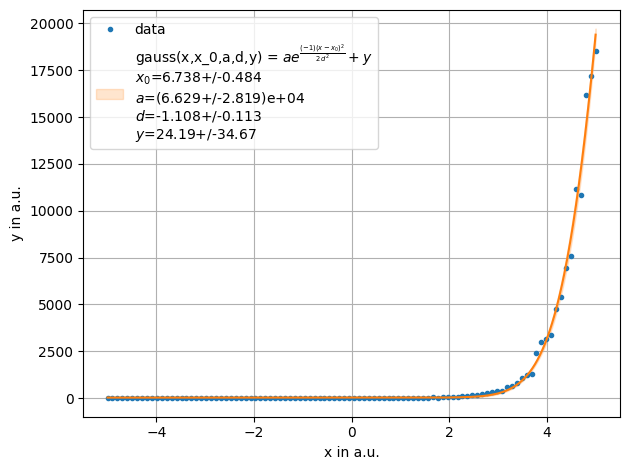 20000
17500
15000
12500
10000
7500
5000
2500
0
y in a.u.
data
gauss(x,x_0,a,d,y) = ae^{\frac{(-1)(x-x_0)^2}{2d^2}} + y
x_0=6.738+/-0.484
a=(6.629+/-2.819)e+04
d=-1.108+/-0.113
y=24.19+/-34.67
−4 −2 0 2 4
x in a.u.